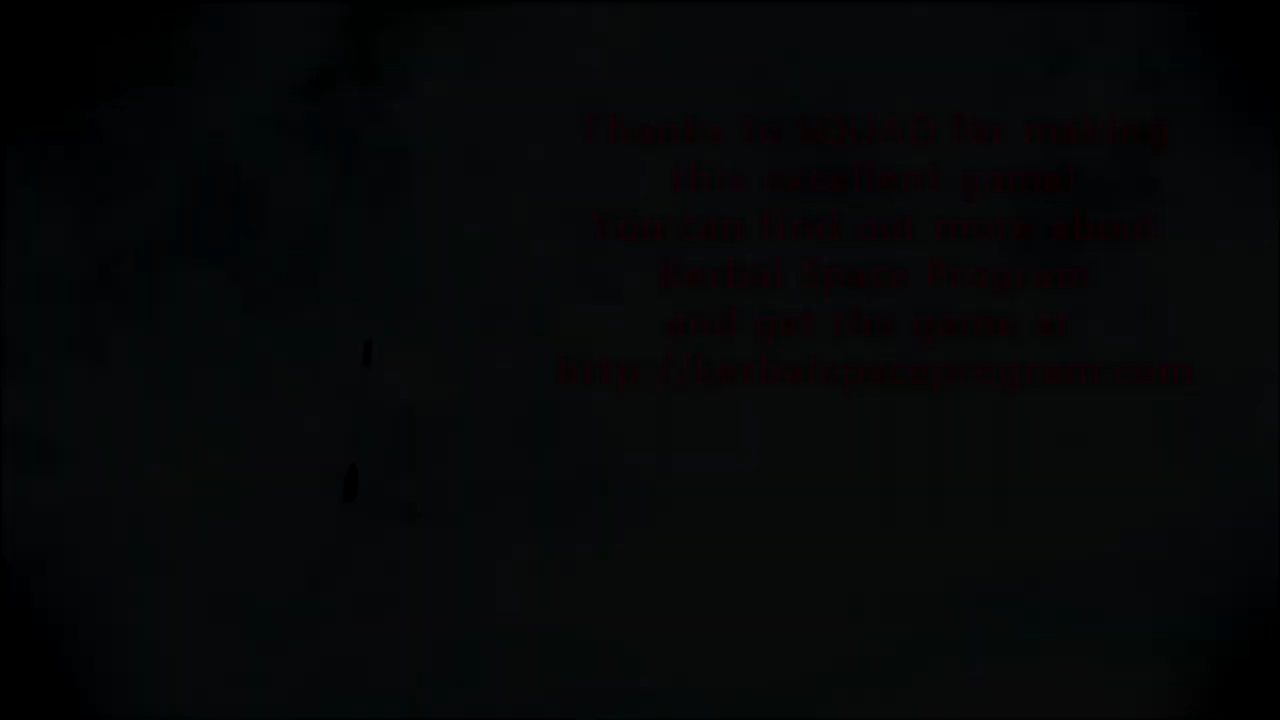 Thanks to SQUAD for making
this excellent game!
You can find out more about
Kerbal Space Program
and get the game at
http://kerbalspaceprogram.com